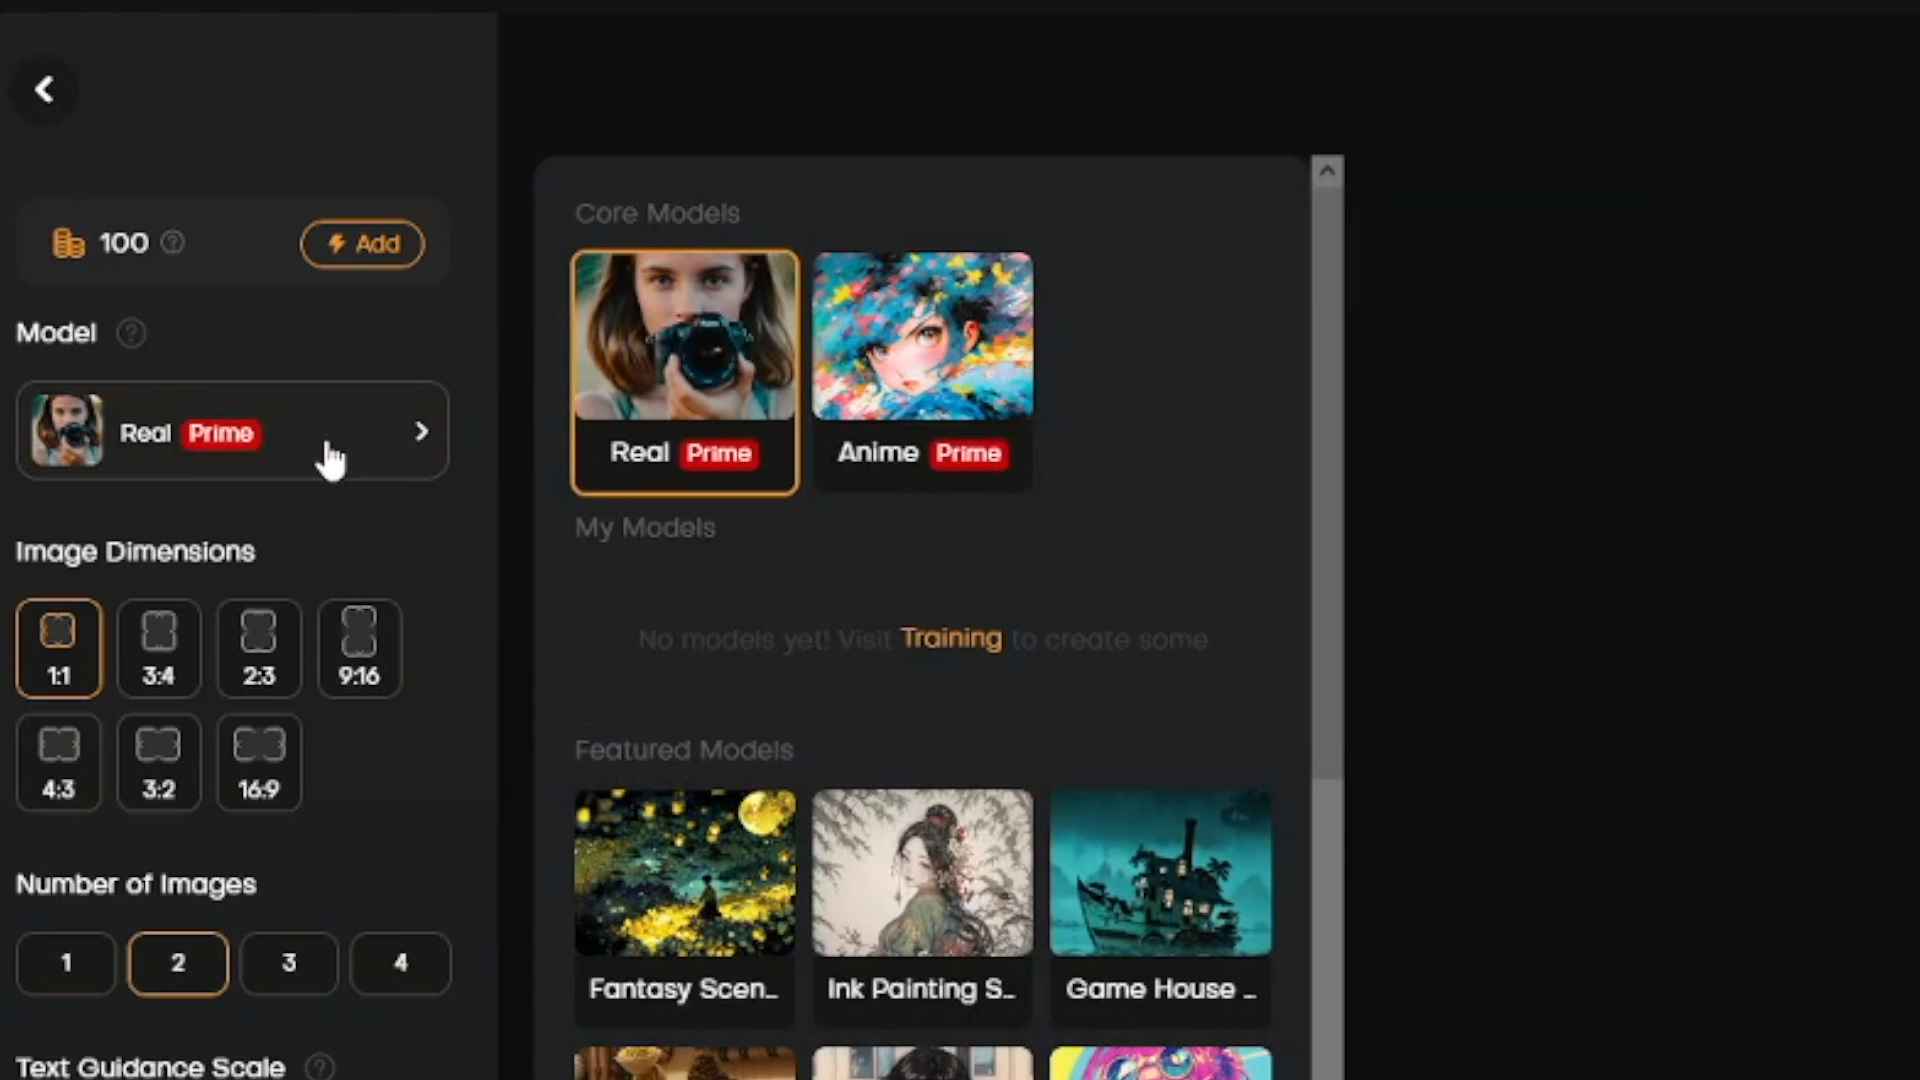 100
Add
Model
Real Prime
Image Dimensions
1:1
3:4
2:3
9:16
4:3
3:2
16:9
Number of Images
1
2
3
4
Text Guidance Scale
Core Models
Real Prime
Anime Prime
My Models
No models yet! Visit Training to create some
Featured Models
Fantasy Scen...
Ink Painting S...
Game House ...